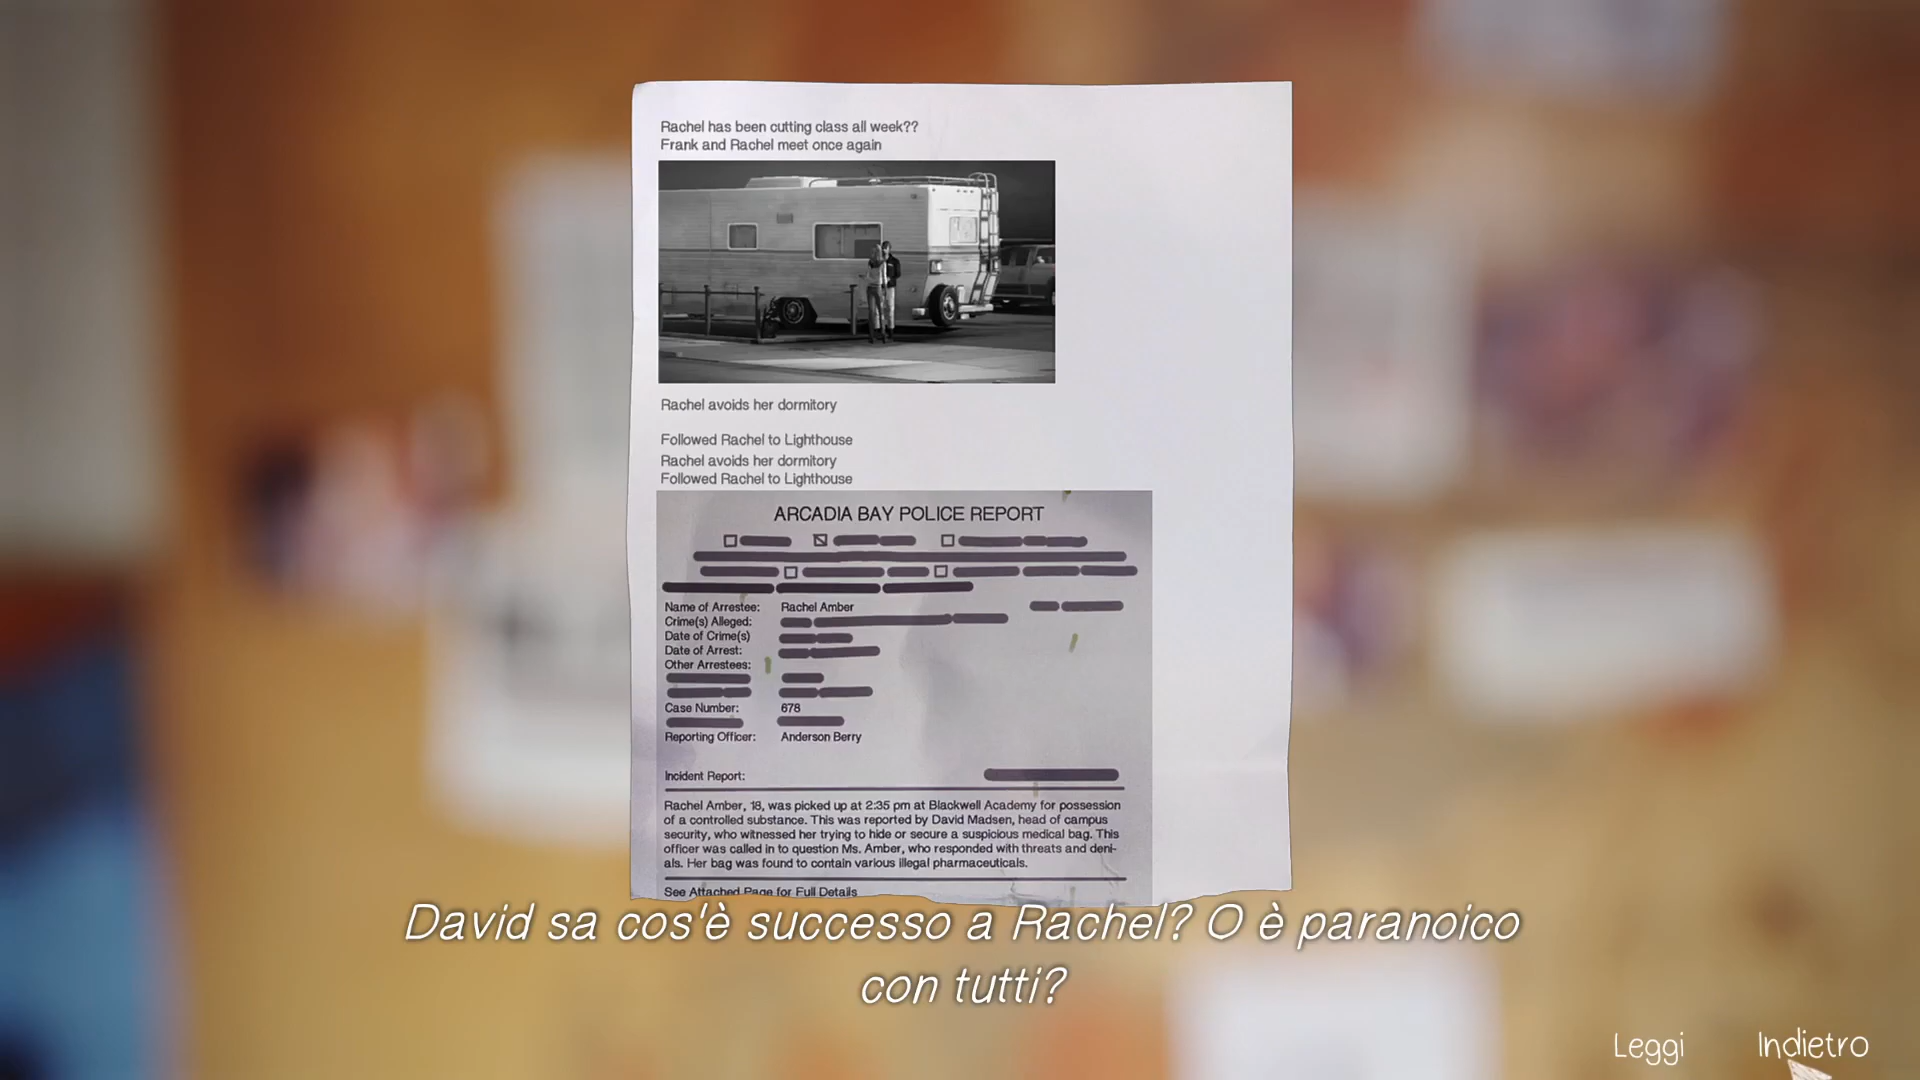 Rachel has been cutting class all week??
Frank and Rachel meet once again
Rachel avoids her dormitory
Followed Rachel to Lighthouse
Rachel avoids her dormitory
Followed Rachel to Lighthouse
ARCADIA BAY POLICE REPORT
Name of Arrestee: Rachel Amber
Crime(s) Alleged:
Date of Crime(s)
Date of Arrest:
Other Arrestees:
Case Number: 678
Reporting Officer: Anderson Berry
Incident Report:
Rachel Amber, 18, was picked up at 2:35 pm at Blackwell Academy for possession
of a controlled substance. This was reported by David Madsen, head of campus
security, who witnessed her trying to hide or secure a suspicious medical bag. This
officer was called in to question Ms. Amber, who responded with threats and deni-
als. Her bag was found to contain various illegal pharmaceuticals.
See Attached Page for Full Details
David sa cos'è successo a Rachel? O è paranoico
con tutti?
Leggi
Indietro